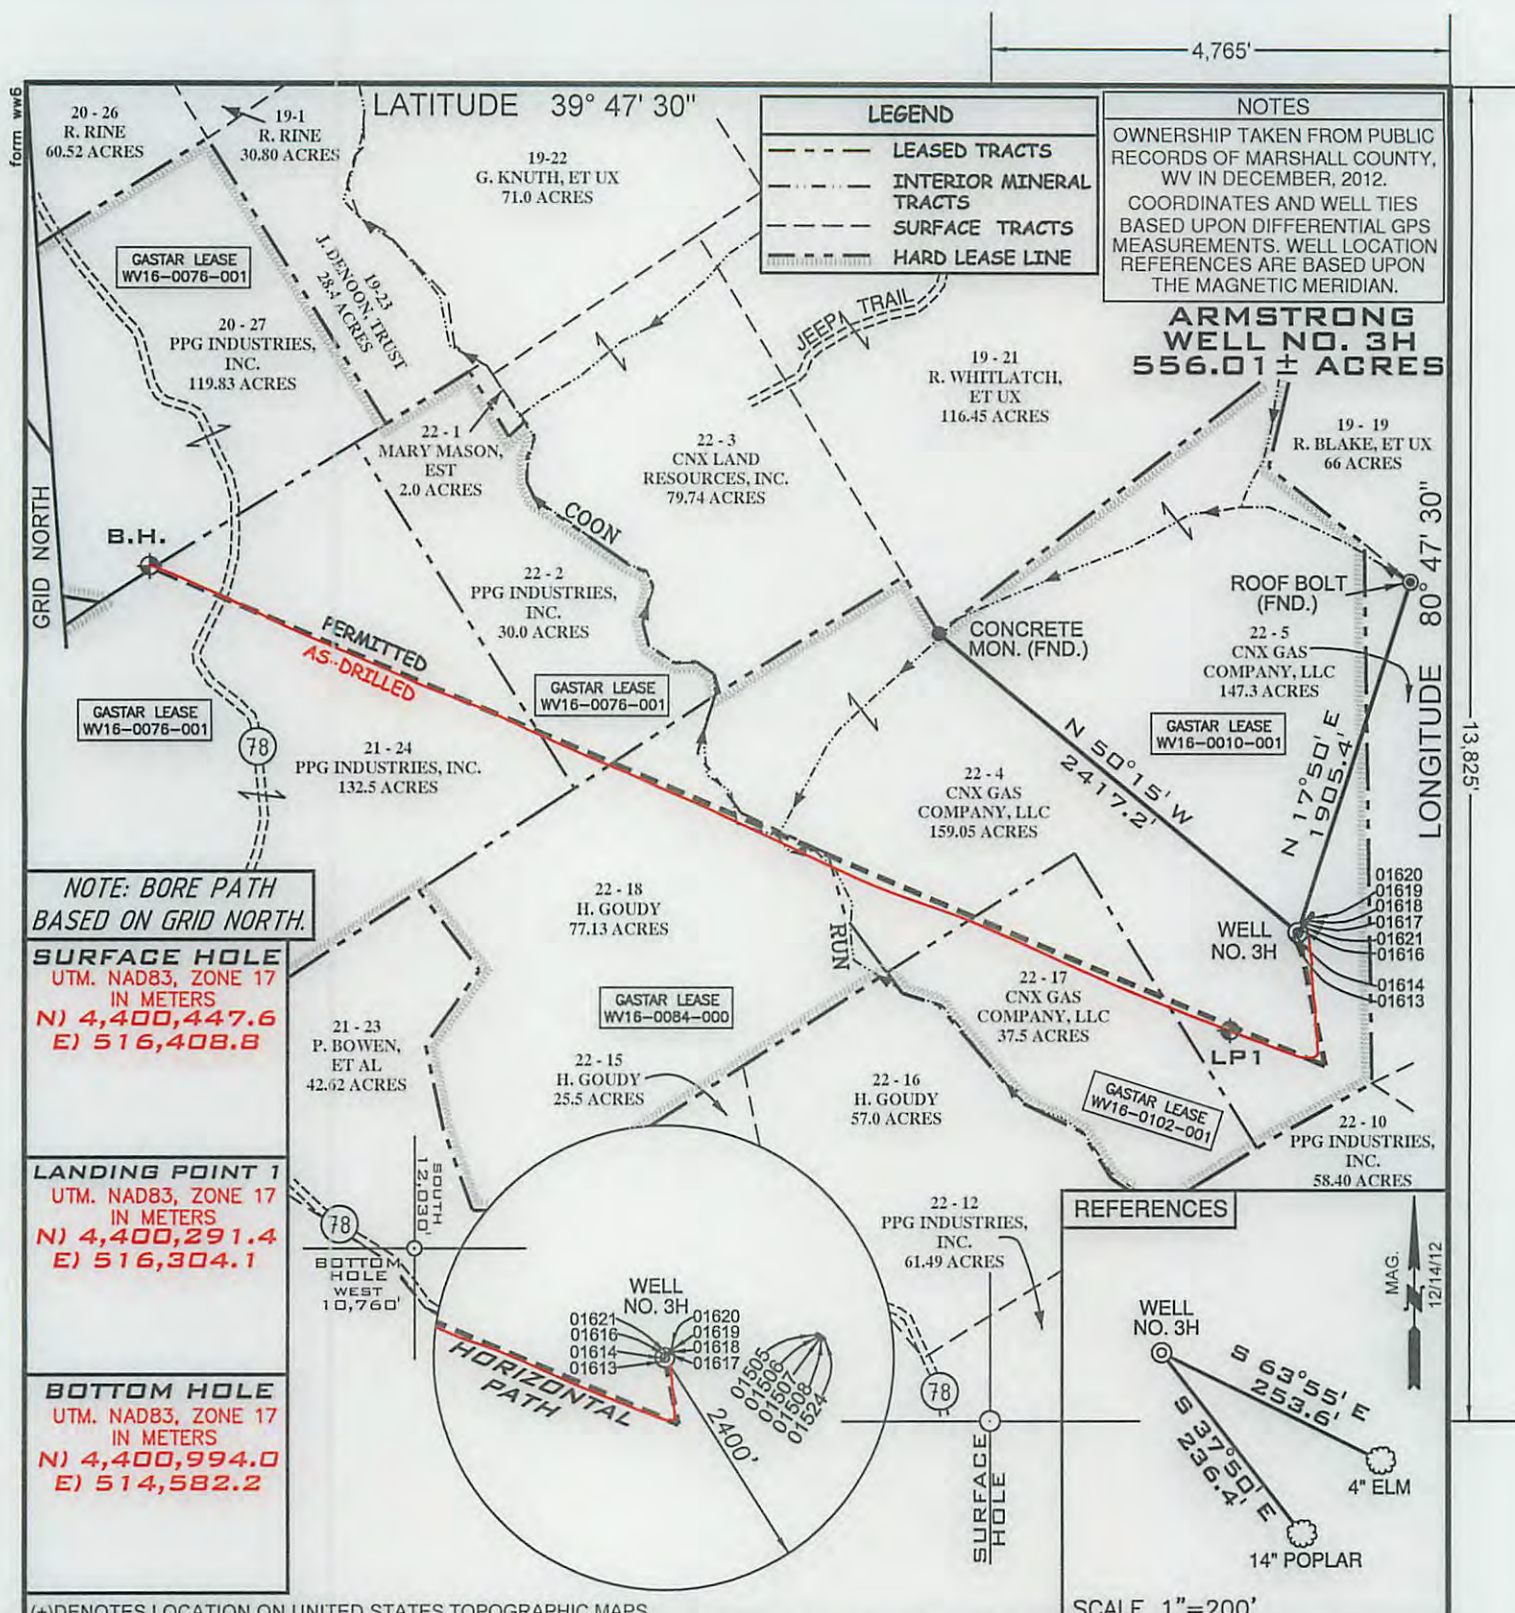 4,765'
form ww6
LATITUDE 39° 47' 30"
20 - 26
R. RINE
60.52 ACRES
19-1
R. RINE
30.80 ACRES
19-22
G. KNUTH, ET UX
71.0 ACRES
LEGEND
LEASED TRACTS
INTERIOR MINERAL
TRACTS
SURFACE TRACTS
HARD LEASE LINE
NOTES
OWNERSHIP TAKEN FROM PUBLIC
RECORDS OF MARSHALL COUNTY,
WV IN DECEMBER, 2012.
COORDINATES AND WELL TIES
BASED UPON DIFFERENTIAL GPS
MEASUREMENTS. WELL LOCATION
REFERENCES ARE BASED UPON
THE MAGNETIC MERIDIAN.
ARMSTRONG
WELL NO. 3H
556.01± ACRES
GASTAR LEASE
WV16-0076-001
19-23
J. DENOON, TRUST
28.4 ACRES
20 - 27
PPG INDUSTRIES,
INC.
119.83 ACRES
JEEP TRAIL
19 - 21
R. WHITLATCH,
ET UX
116.45 ACRES
19 - 19
R. BLAKE, ET UX
66 ACRES
22 - 1
MARY MASON,
EST
2.0 ACRES
22 - 3
CNX LAND
RESOURCES, INC.
79.74 ACRES
GRID NORTH
B.H.
COON
22 - 2
PPG INDUSTRIES,
INC.
30.0 ACRES
PERMITTED
AS-DRILLED
ROOF BOLT
(FND.)
LONGITUDE 80° 47' 30"
13,825'
CONCRETE
MON. (FND.)
22 - 5
CNX GAS
COMPANY, LLC
147.3 ACRES
GASTAR LEASE
WV16-0076-001
GASTAR LEASE
WV16-0076-001
GASTAR LEASE
WV16-0010-001
78
21 - 24
PPG INDUSTRIES, INC.
132.5 ACRES
22 - 4
CNX GAS
COMPANY, LLC
159.05 ACRES
N 50°15' W
2417.2'
N 17°50' E
1905.4'
NOTE: BORE PATH
BASED ON GRID NORTH.
22 - 18
H. GOUDY
77.13 ACRES
RUN
WELL
NO. 3H
01620
01619
01618
01617
01621
01616
01614
01613
SURFACE HOLE
UTM. NAD83, ZONE 17
IN METERS
N) 4,400,447.6
E) 516,408.8
21 - 23
P. BOWEN,
ET AL
42.62 ACRES
GASTAR LEASE
WV16-0084-000
22 - 17
CNX GAS
COMPANY, LLC
37.5 ACRES
LP1
22 - 15
H. GOUDY
25.5 ACRES
22 - 16
H. GOUDY
57.0 ACRES
GASTAR LEASE
WV16-0102-001
22 - 10
PPG INDUSTRIES,
INC.
58.40 ACRES
LANDING POINT 1
UTM. NAD83, ZONE 17
IN METERS
N) 4,400,291.4
E) 516,304.1
78
SOUTH
12,030'
BOTTOM
HOLE
WEST
10,760'
22 - 12
PPG INDUSTRIES,
INC.
61.49 ACRES
REFERENCES
MAG.
12/14/12
WELL
NO. 3H
01621
01616
01614
01613
01620
01619
01618
01617
HORIZONTAL
PATH
01505
01506
01507
01508
01524
2400'
78
SURFACE
HOLE
BOTTOM HOLE
UTM. NAD83, ZONE 17
IN METERS
N) 4,400,994.0
E) 514,582.2
WELL
NO. 3H
S 63°55' E
253.6'
S 37°50' E
236.4'
4" ELM
14" POPLAR
(+)DENOTES LOCATION ON UNITED STATES TOPOGRAPHIC MAPS
SCALE 1"=200'